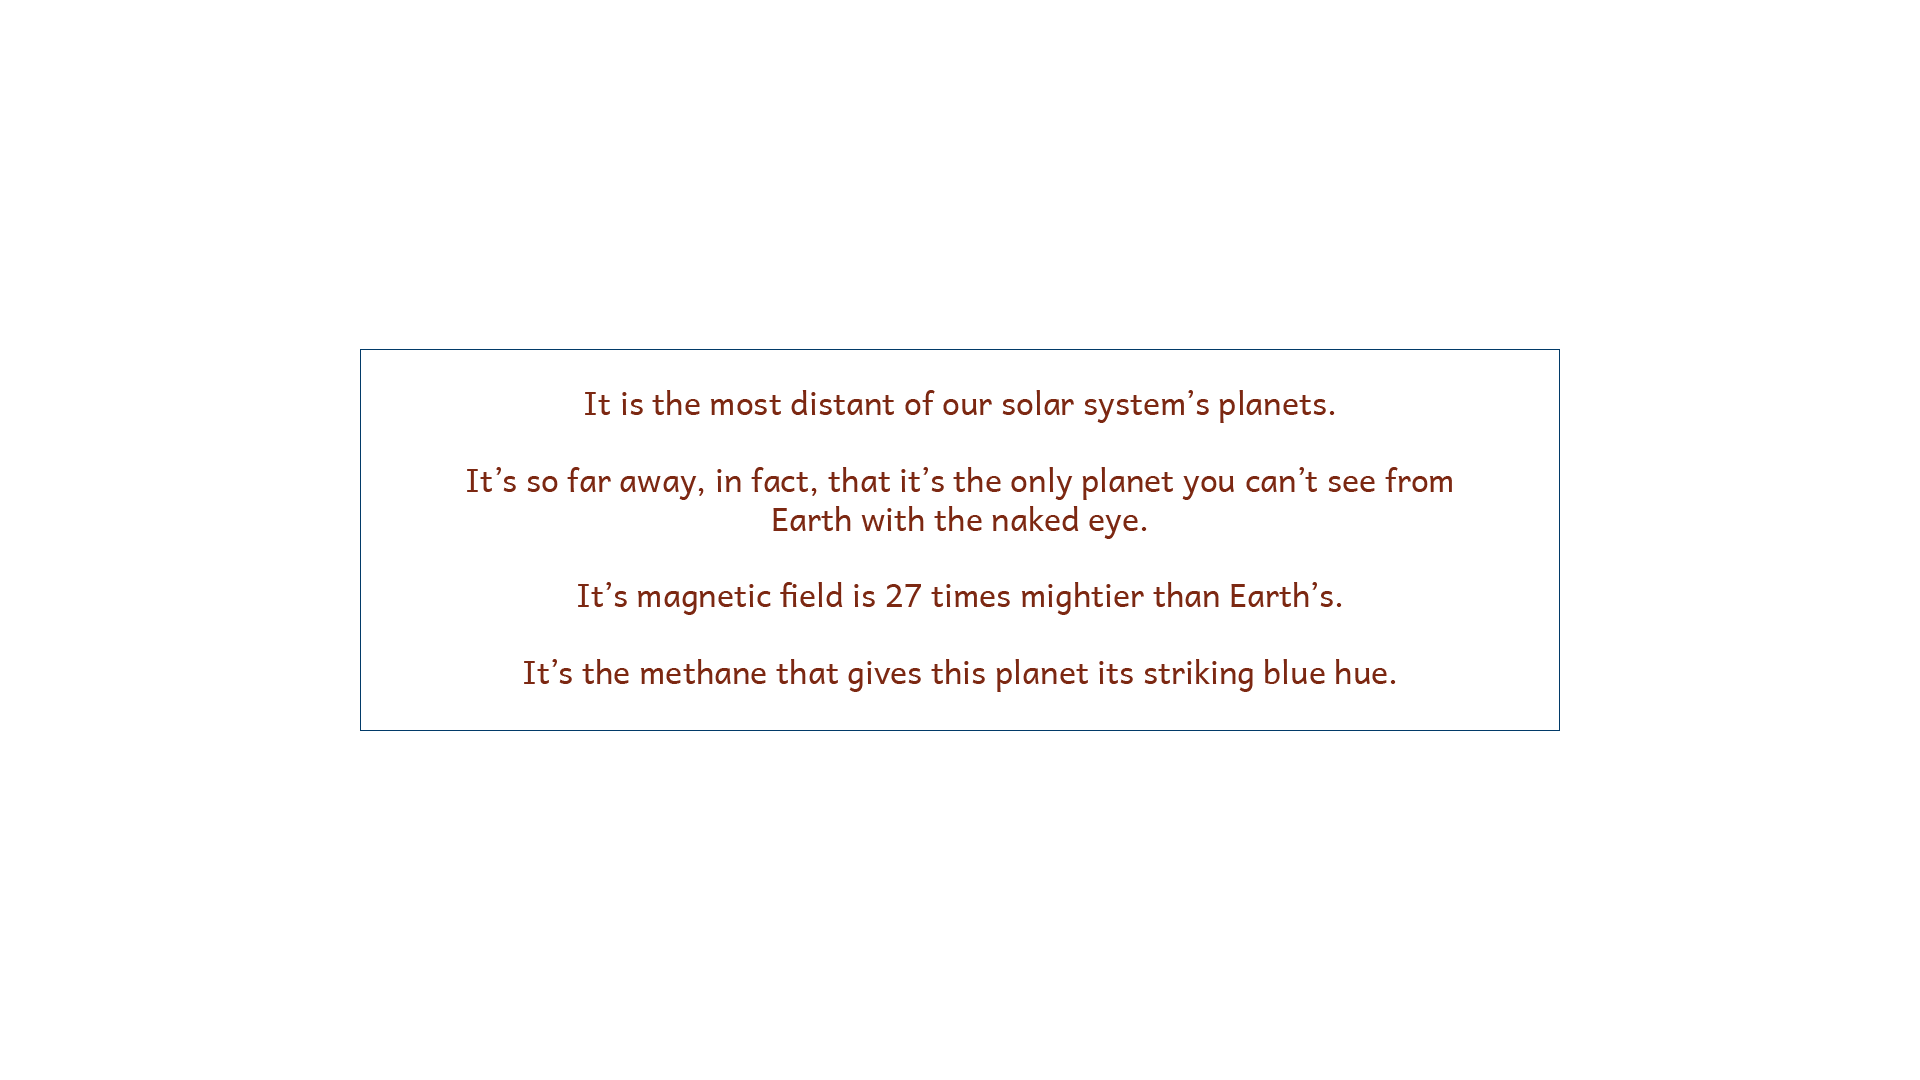 It is the most distant of our solar system’s planets.
It’s so far away, in fact, that it’s the only planet you can’t see from
Earth with the naked eye.
It’s magnetic field is 27 times mightier than Earth’s.
It’s the methane that gives this planet its striking blue hue.